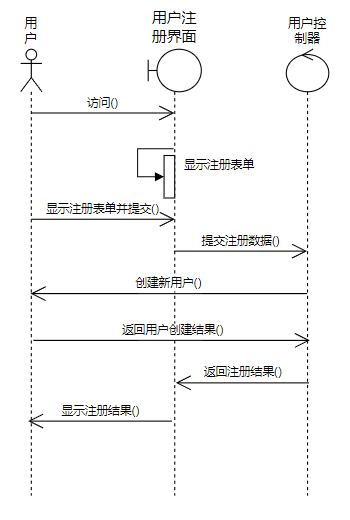 用
户
用户注
册界面
用户控
制器
访问()
显示注册表单
显示注册表单并提交()
提交注册数据()
创建新用户()
返回用户创建结果()
返回注册结果()
显示注册结果()